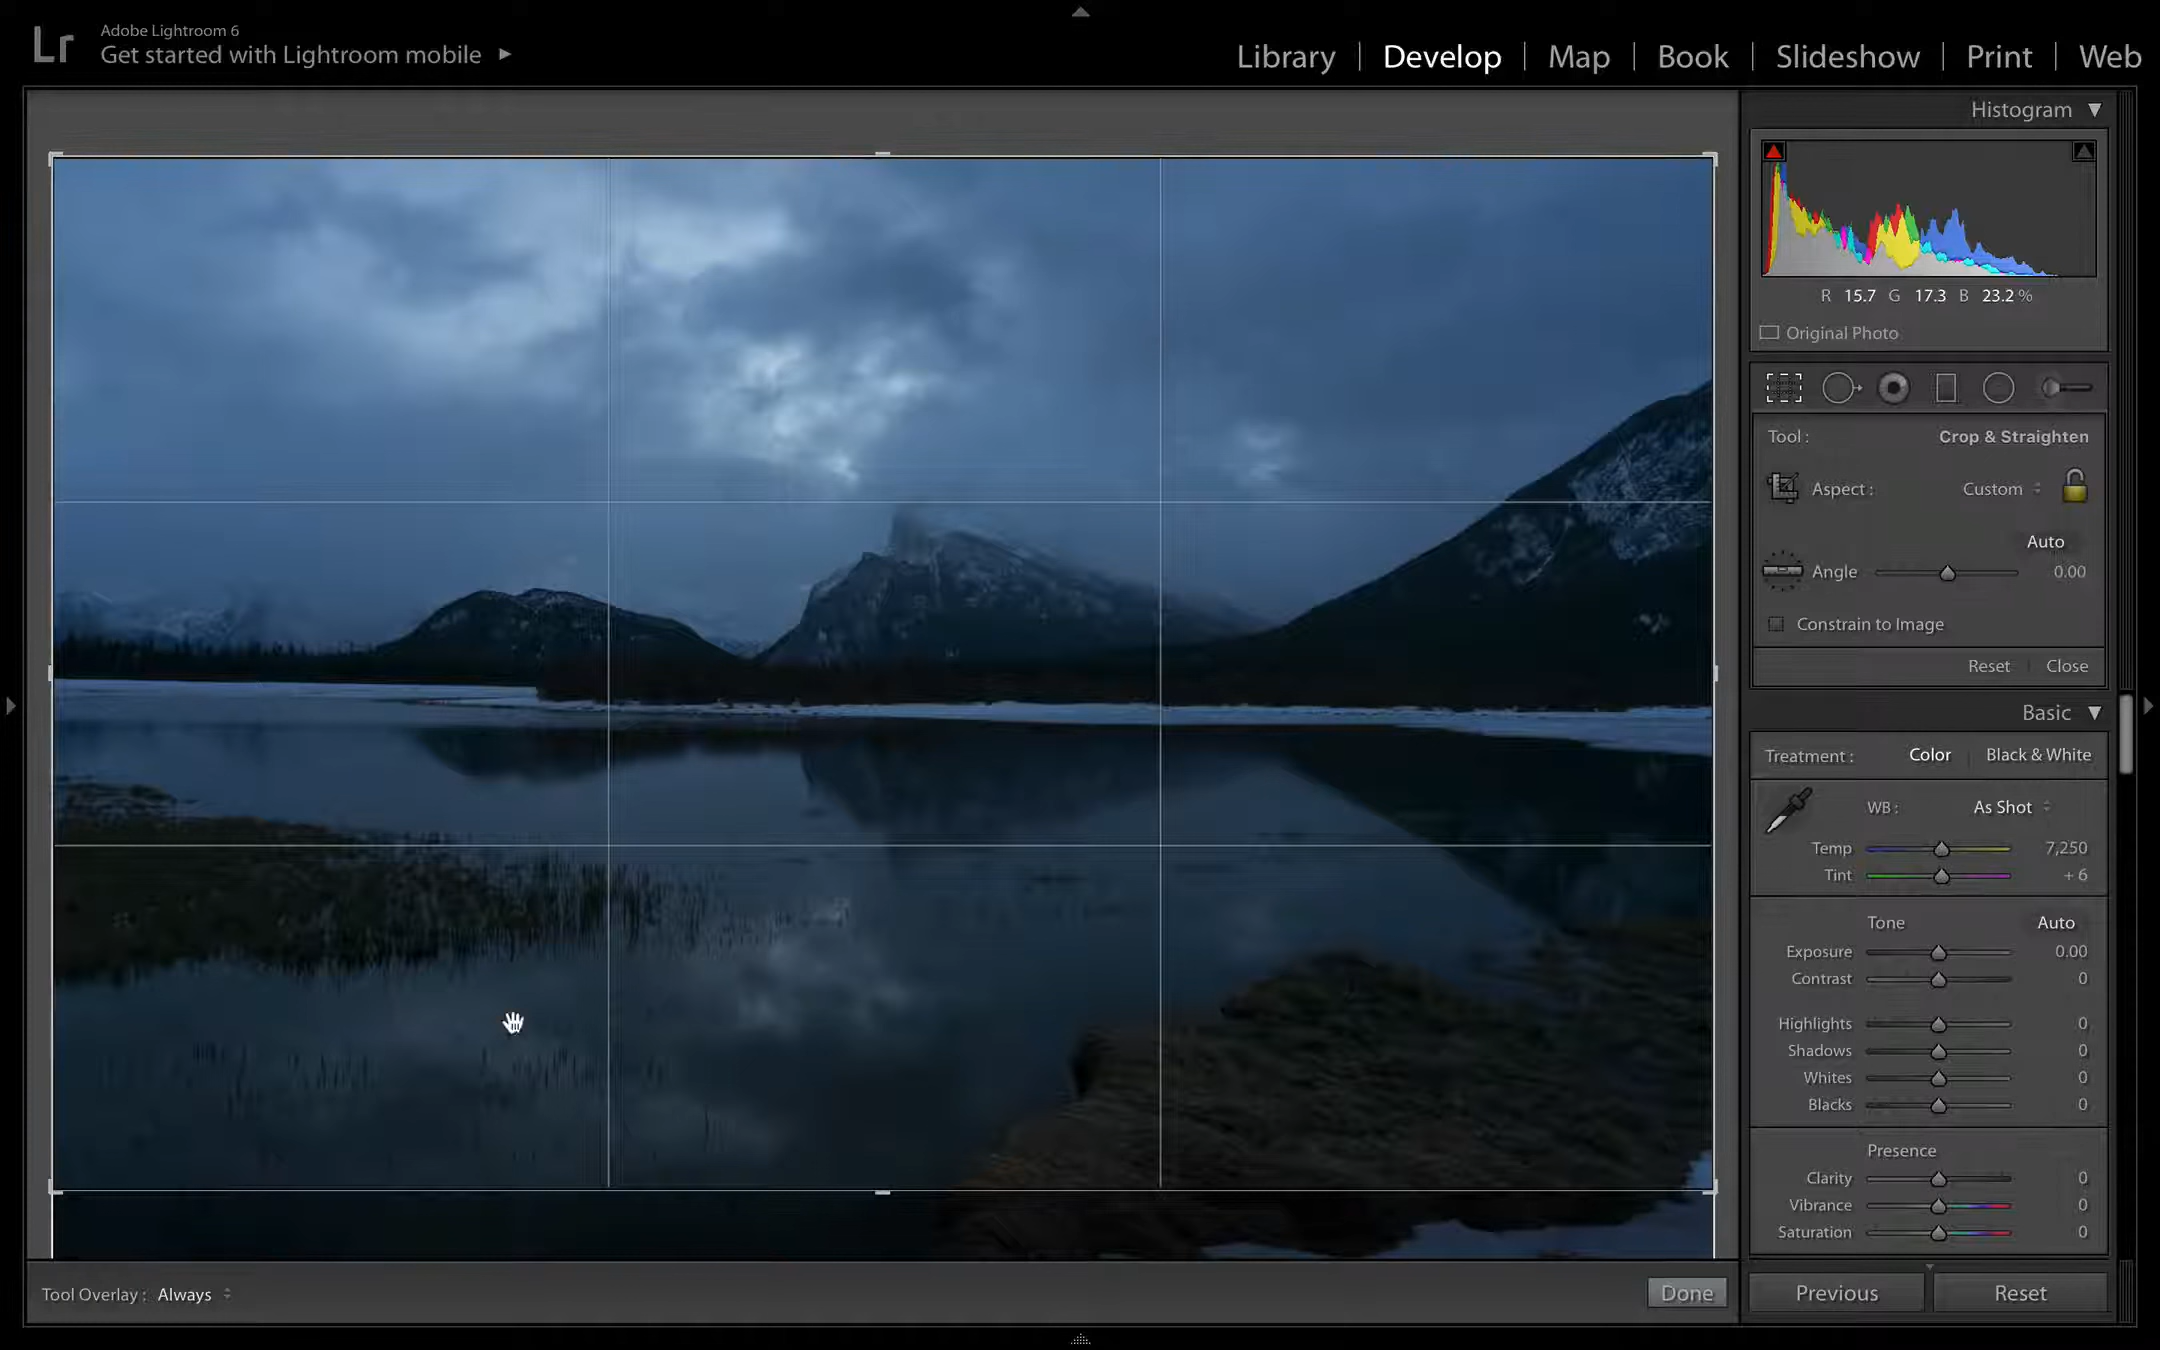 Lr
Adobe Lightroom 6
Get started with Lightroom mobile
Library | Develop | Map | Book | Slideshow | Print | Web
Histogram
R 15.7 G 17.3 B 23.2 %
Original Photo
Tool : Crop & Straighten
Aspect : Custom
Auto
Angle 0.00
Constrain to Image
Reset Close
Basic
Treatment : Color Black & White
WB : As Shot
Temp 7,250
Tint + 6
Tone Auto
Exposure 0.00
Contrast 0
Highlights 0
Shadows 0
Whites 0
Blacks 0
Presence
Clarity 0
Vibrance 0
Saturation 0
Tool Overlay : Always
Done
Previous
Reset